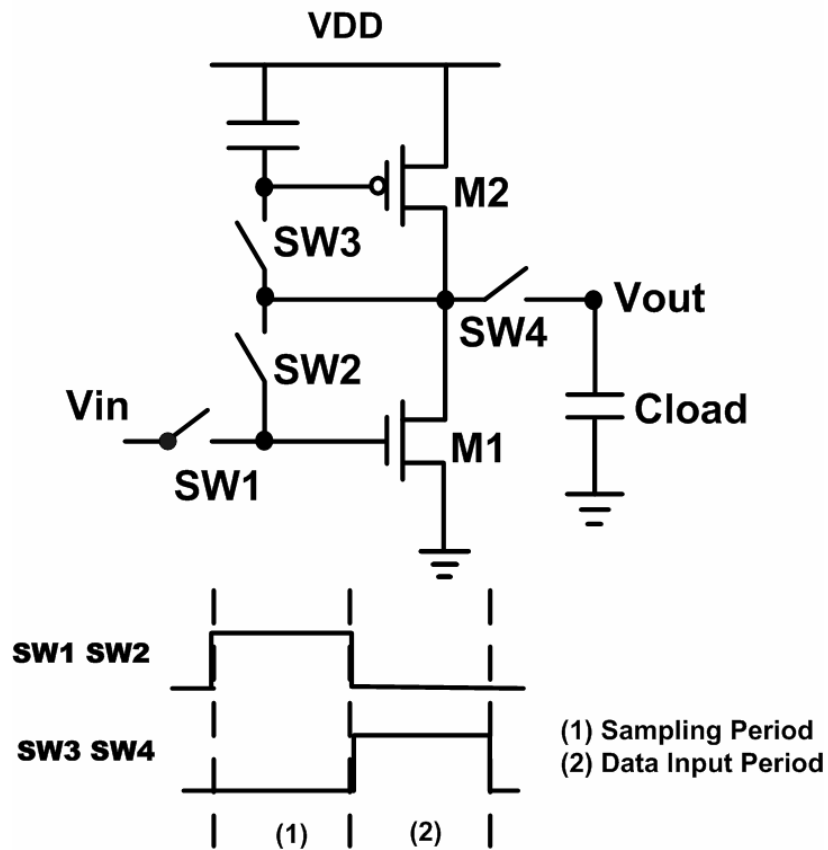 VDD
M2
SW3
Vout
SW4
SW2
Vin
Cload
M1
SW1
SW1 SW2
(1) Sampling Period
SW3 SW4
(2) Data Input Period
(1)
(2)